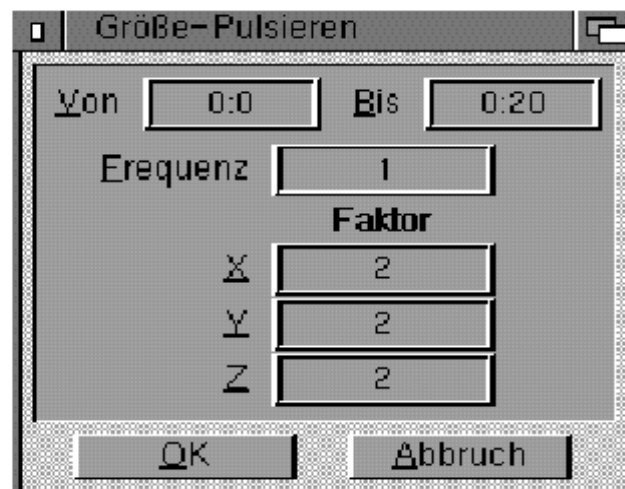 Größe-Pulsieren
Von 0:0 Bis 0:20
Frequenz 1
Faktor
X 2
Y 2
Z 2
OK Abbruch